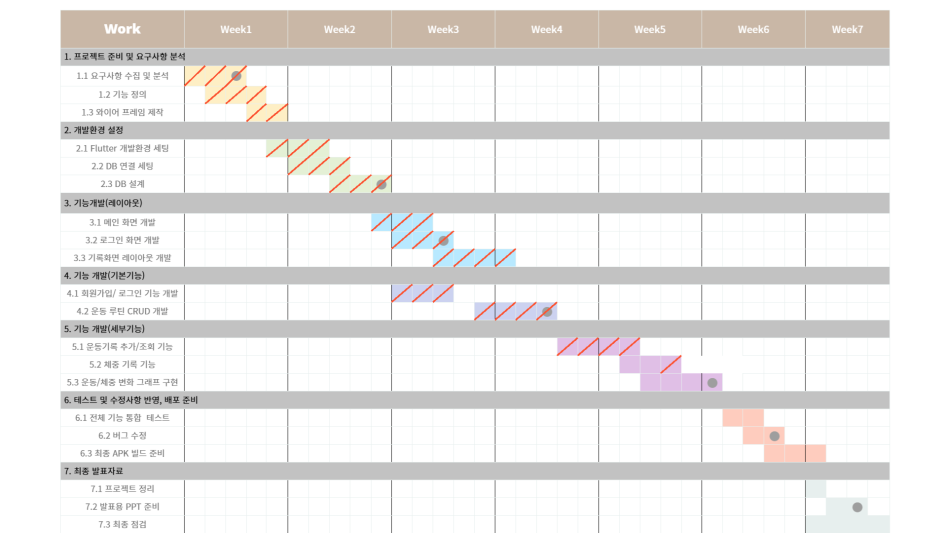 Work Week1 Week2 Week3 Week4 Week5 Week6 Week7
1. 프로젝트 준비 및 요구사항 분석
1.1 요구사항 수집 및 분석
1.2 기능 정의
1.3 와이어 프레임 제작
2. 개발환경 설정
2.1 Flutter 개발환경 세팅
2.2 DB 연결 세팅
2.3 DB 설계
3. 기능개발(레이아웃)
3.1 메인 화면 개발
3.2 로그인 화면 개발
3.3 기록화면 레이아웃 개발
4. 기능 개발(기본기능)
4.1 회원가입/ 로그인 기능 개발
4.2 운동 루틴 CRUD 개발
5. 기능 개발(세부기능)
5.1 운동기록 추가/조회 기능
5.2 체중 기록 기능
5.3 운동/체중 변화 그래프 구현
6. 테스트 및 수정사항 반영, 배포 준비
6.1 전체 기능 통합 테스트
6.2 버그 수정
6.3 최종 APK 빌드 준비
7. 최종 발표자료
7.1 프로젝트 정리
7.2 발표용 PPT 준비
7.3 최종 점검